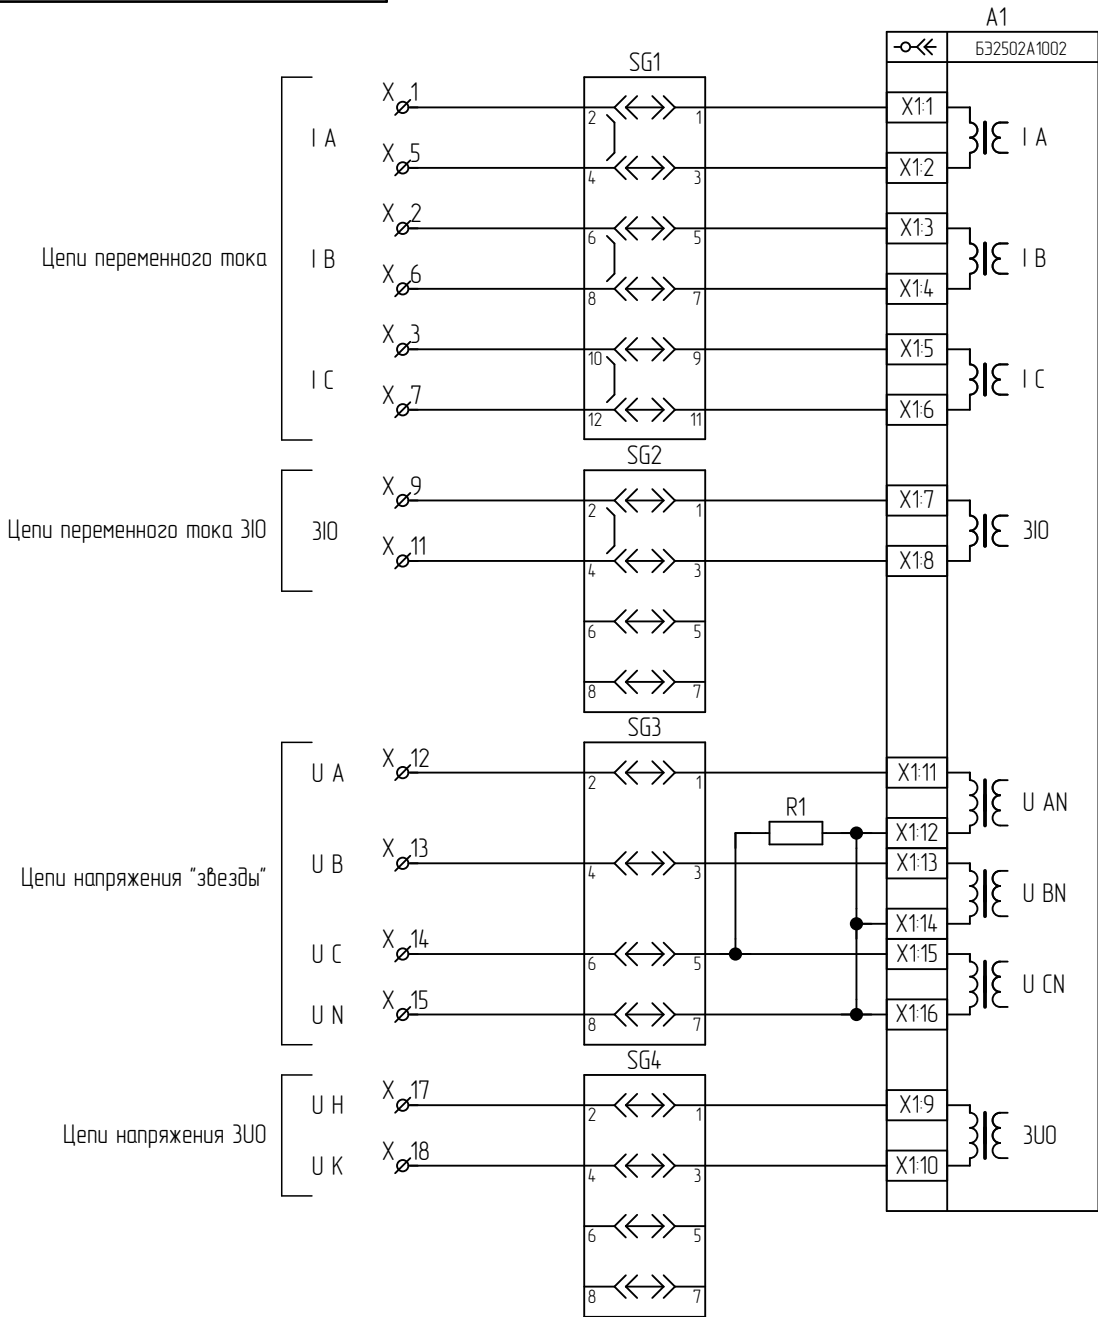 A1
БЭ2502А1002
SG1
X 1
2
1
X1:1
I A
I A
X 5
4
3
X1:2
X 2
6
5
X1:3
Цепи переменного тока
I B
I B
X 6
8
7
X1:4
X 3
10
9
X1:5
I C
I C
X 7
12
11
X1:6
SG2
X 9
2
1
X1:7
Цепи переменного тока 3I0
3I0
3I0
X 11
4
3
X1:8
6
5
8
7
SG3
U A
X 12
2
1
X1:11
U AN
R1
X1:12
U B
X 13
4
3
X1:13
Цепи напряжения "звезды"
U BN
X1:14
U C
X 14
6
5
X1:15
U CN
U N
X 15
8
7
X1:16
SG4
U H
X 17
2
1
X1:9
Цепи напряжения 3U0
3U0
U K
X 18
4
3
X1:10
6
5
8
7